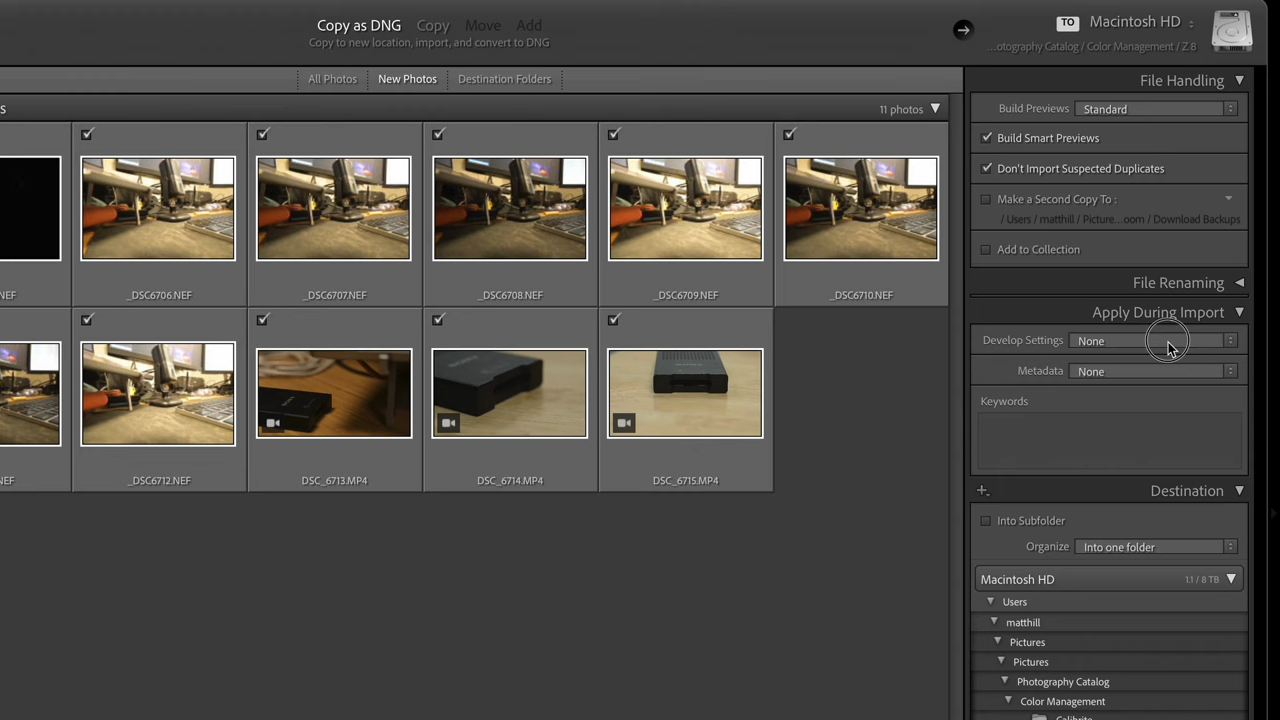 Copy as DNG Copy Move Add
Copy to new location, import, and convert to DNG
TO Macintosh HD
...otography Catalog / Color Management / Z 8
All Photos New Photos Destination Folders
S
11 photos
NEF
_DSC6706.NEF
_DSC6707.NEF
_DSC6708.NEF
_DSC6709.NEF
_DSC6710.NEF
NEF
_DSC6712.NEF
DSC_6713.MP4
DSC_6714.MP4
DSC_6715.MP4
File Handling
Build Previews Standard
Build Smart Previews
Don't Import Suspected Duplicates
Make a Second Copy To :
/ Users / matthill / Picture...oom / Download Backups
Add to Collection
File Renaming
Apply During Import
Develop Settings None
Metadata None
Keywords
Destination
Into Subfolder
Organize Into one folder
Macintosh HD 1.1 / 8 TB
Users
matthill
Pictures
Pictures
Photography Catalog
Color Management
Calibrite